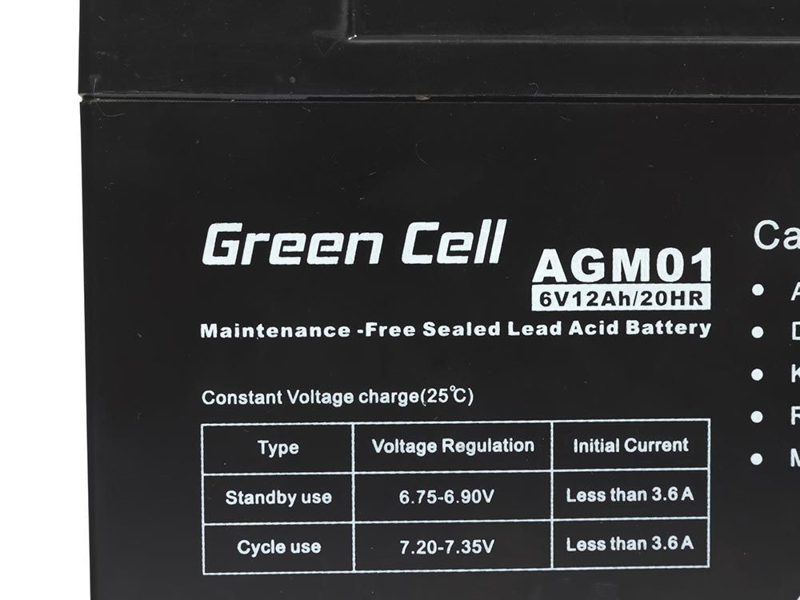 Green Cell
AGM01
6V12Ah/20HR
Maintenance -Free Sealed Lead Acid Battery
Constant Voltage charge(25℃)
Type Voltage Regulation Initial Current
Standby use 6.75-6.90V Less than 3.6A
Cycle use 7.20-7.35V Less than 3.6A